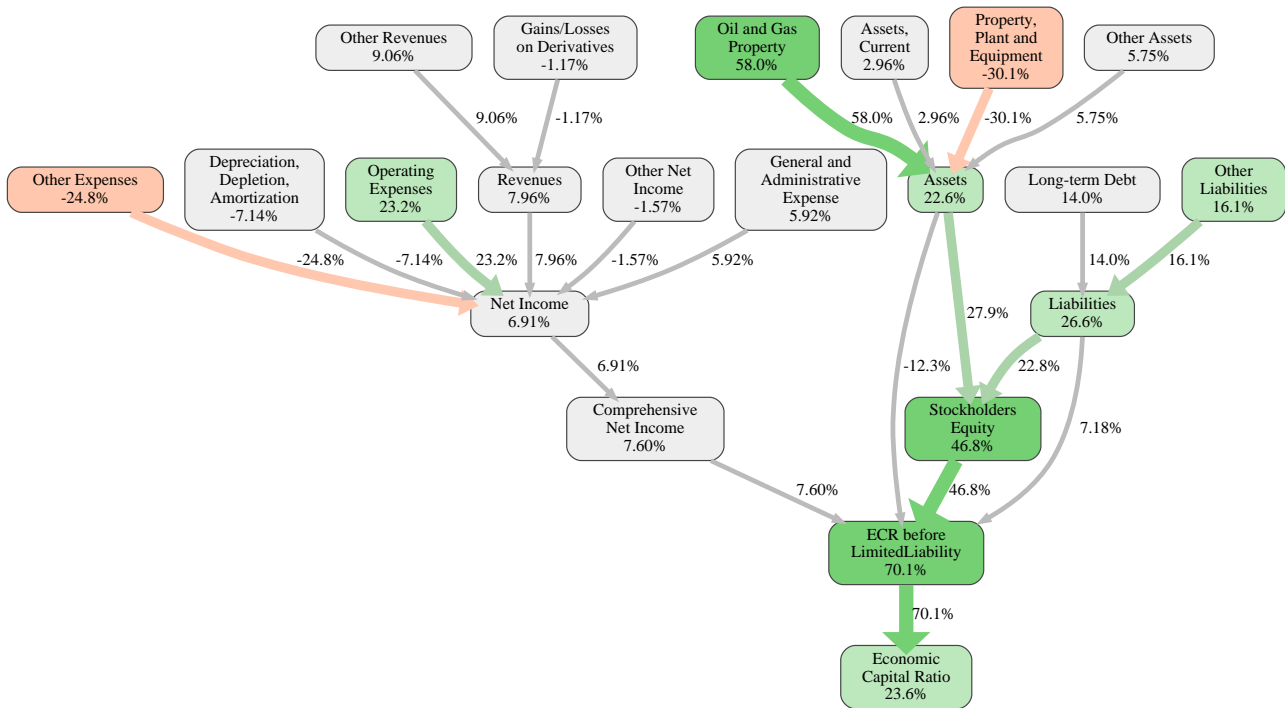 Other Revenues
9.06%
Gains/Losses
on Derivatives
-1.17%
Oil and Gas
Property
58.0%
Assets,
Current
2.96%
Property,
Plant and
Equipment
-30.1%
Other Assets
5.75%
9.06%
-1.17%
58.0%
2.96%
-30.1%
5.75%
Other Expenses
-24.8%
Depreciation,
Depletion,
Amortization
-7.14%
Operating
Expenses
23.2%
Revenues
7.96%
Other Net
Income
-1.57%
General and
Administrative
Expense
5.92%
Assets
22.6%
Long-term Debt
14.0%
Other
Liabilities
16.1%
-24.8%
-7.14%
23.2%
7.96%
-1.57%
5.92%
14.0%
16.1%
Net Income
6.91%
27.9%
Liabilities
26.6%
6.91%
-12.3%
22.8%
Comprehensive
Net Income
7.60%
Stockholders
Equity
46.8%
7.18%
7.60%
46.8%
ECR before
LimitedLiability
70.1%
70.1%
Economic
Capital Ratio
23.6%